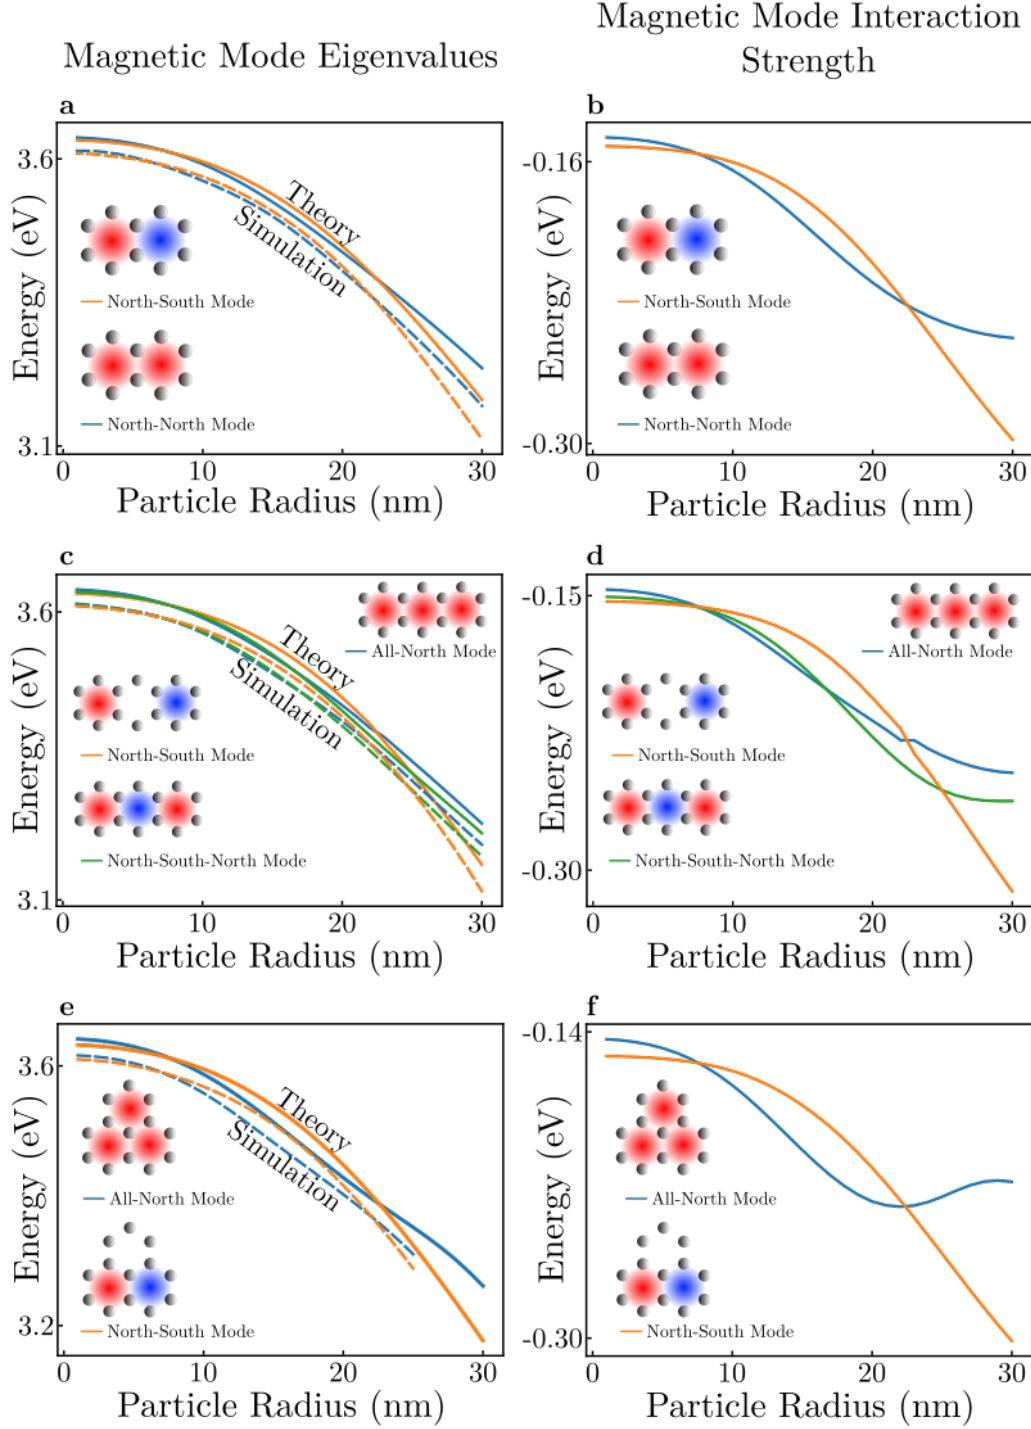 Magnetic Mode Eigenvalues
Magnetic Mode Interaction
Strength
a
3.6
3.1
Energy (eV)
Theory
Simulation
North-South Mode
North-North Mode
0 10 20 30
Particle Radius (nm)
b
-0.16
-0.30
Energy (eV)
North-South Mode
North-North Mode
0 10 20 30
Particle Radius (nm)
c
3.6
3.1
Energy (eV)
Theory
Simulation
All-North Mode
North-South Mode
North-South-North Mode
0 10 20 30
Particle Radius (nm)
d
-0.15
-0.30
Energy (eV)
All-North Mode
North-South Mode
North-South-North Mode
0 10 20 30
Particle Radius (nm)
e
3.6
3.2
Energy (eV)
Theory
Simulation
All-North Mode
North-South Mode
0 10 20 30
Particle Radius (nm)
f
-0.14
-0.30
Energy (eV)
All-North Mode
North-South Mode
0 10 20 30
Particle Radius (nm)